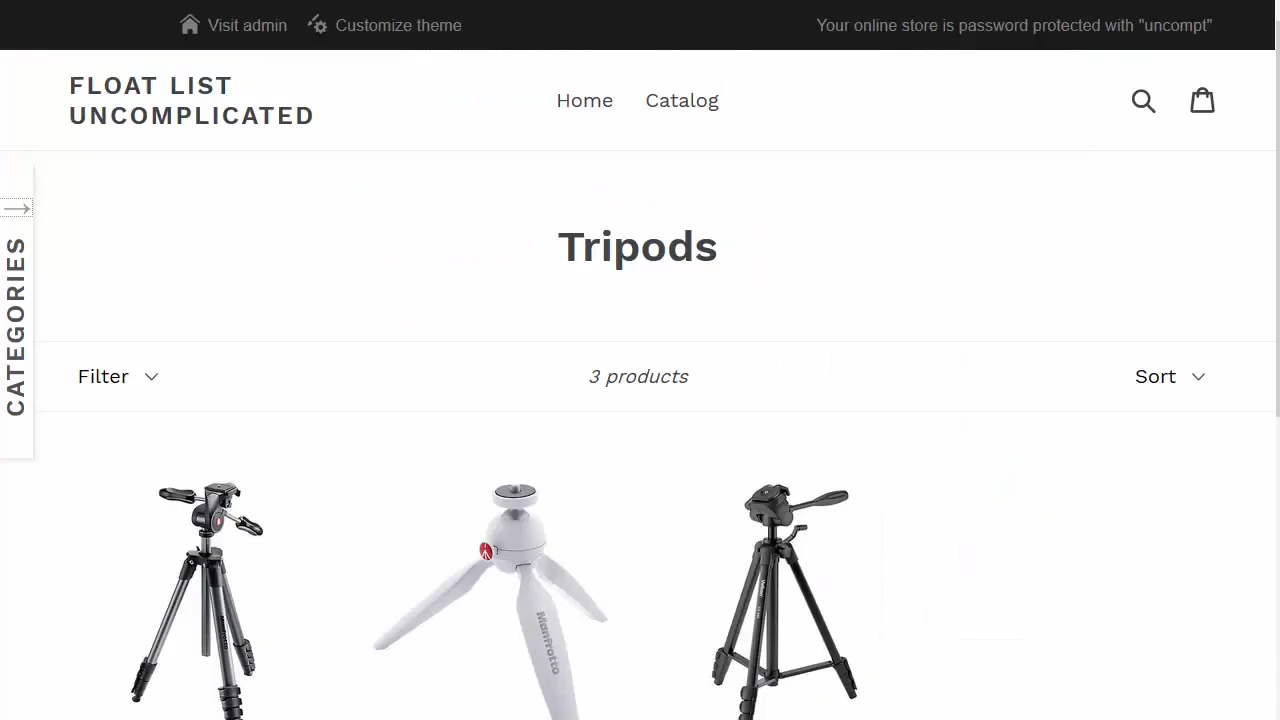 Visit admin
Customize theme
Your online store is password protected with "uncompt"
FLOAT LIST
UNCOMPLICATED
Home
Catalog
CATEGORIES
Tripods
Filter
3 products
Sort
Manfrotto